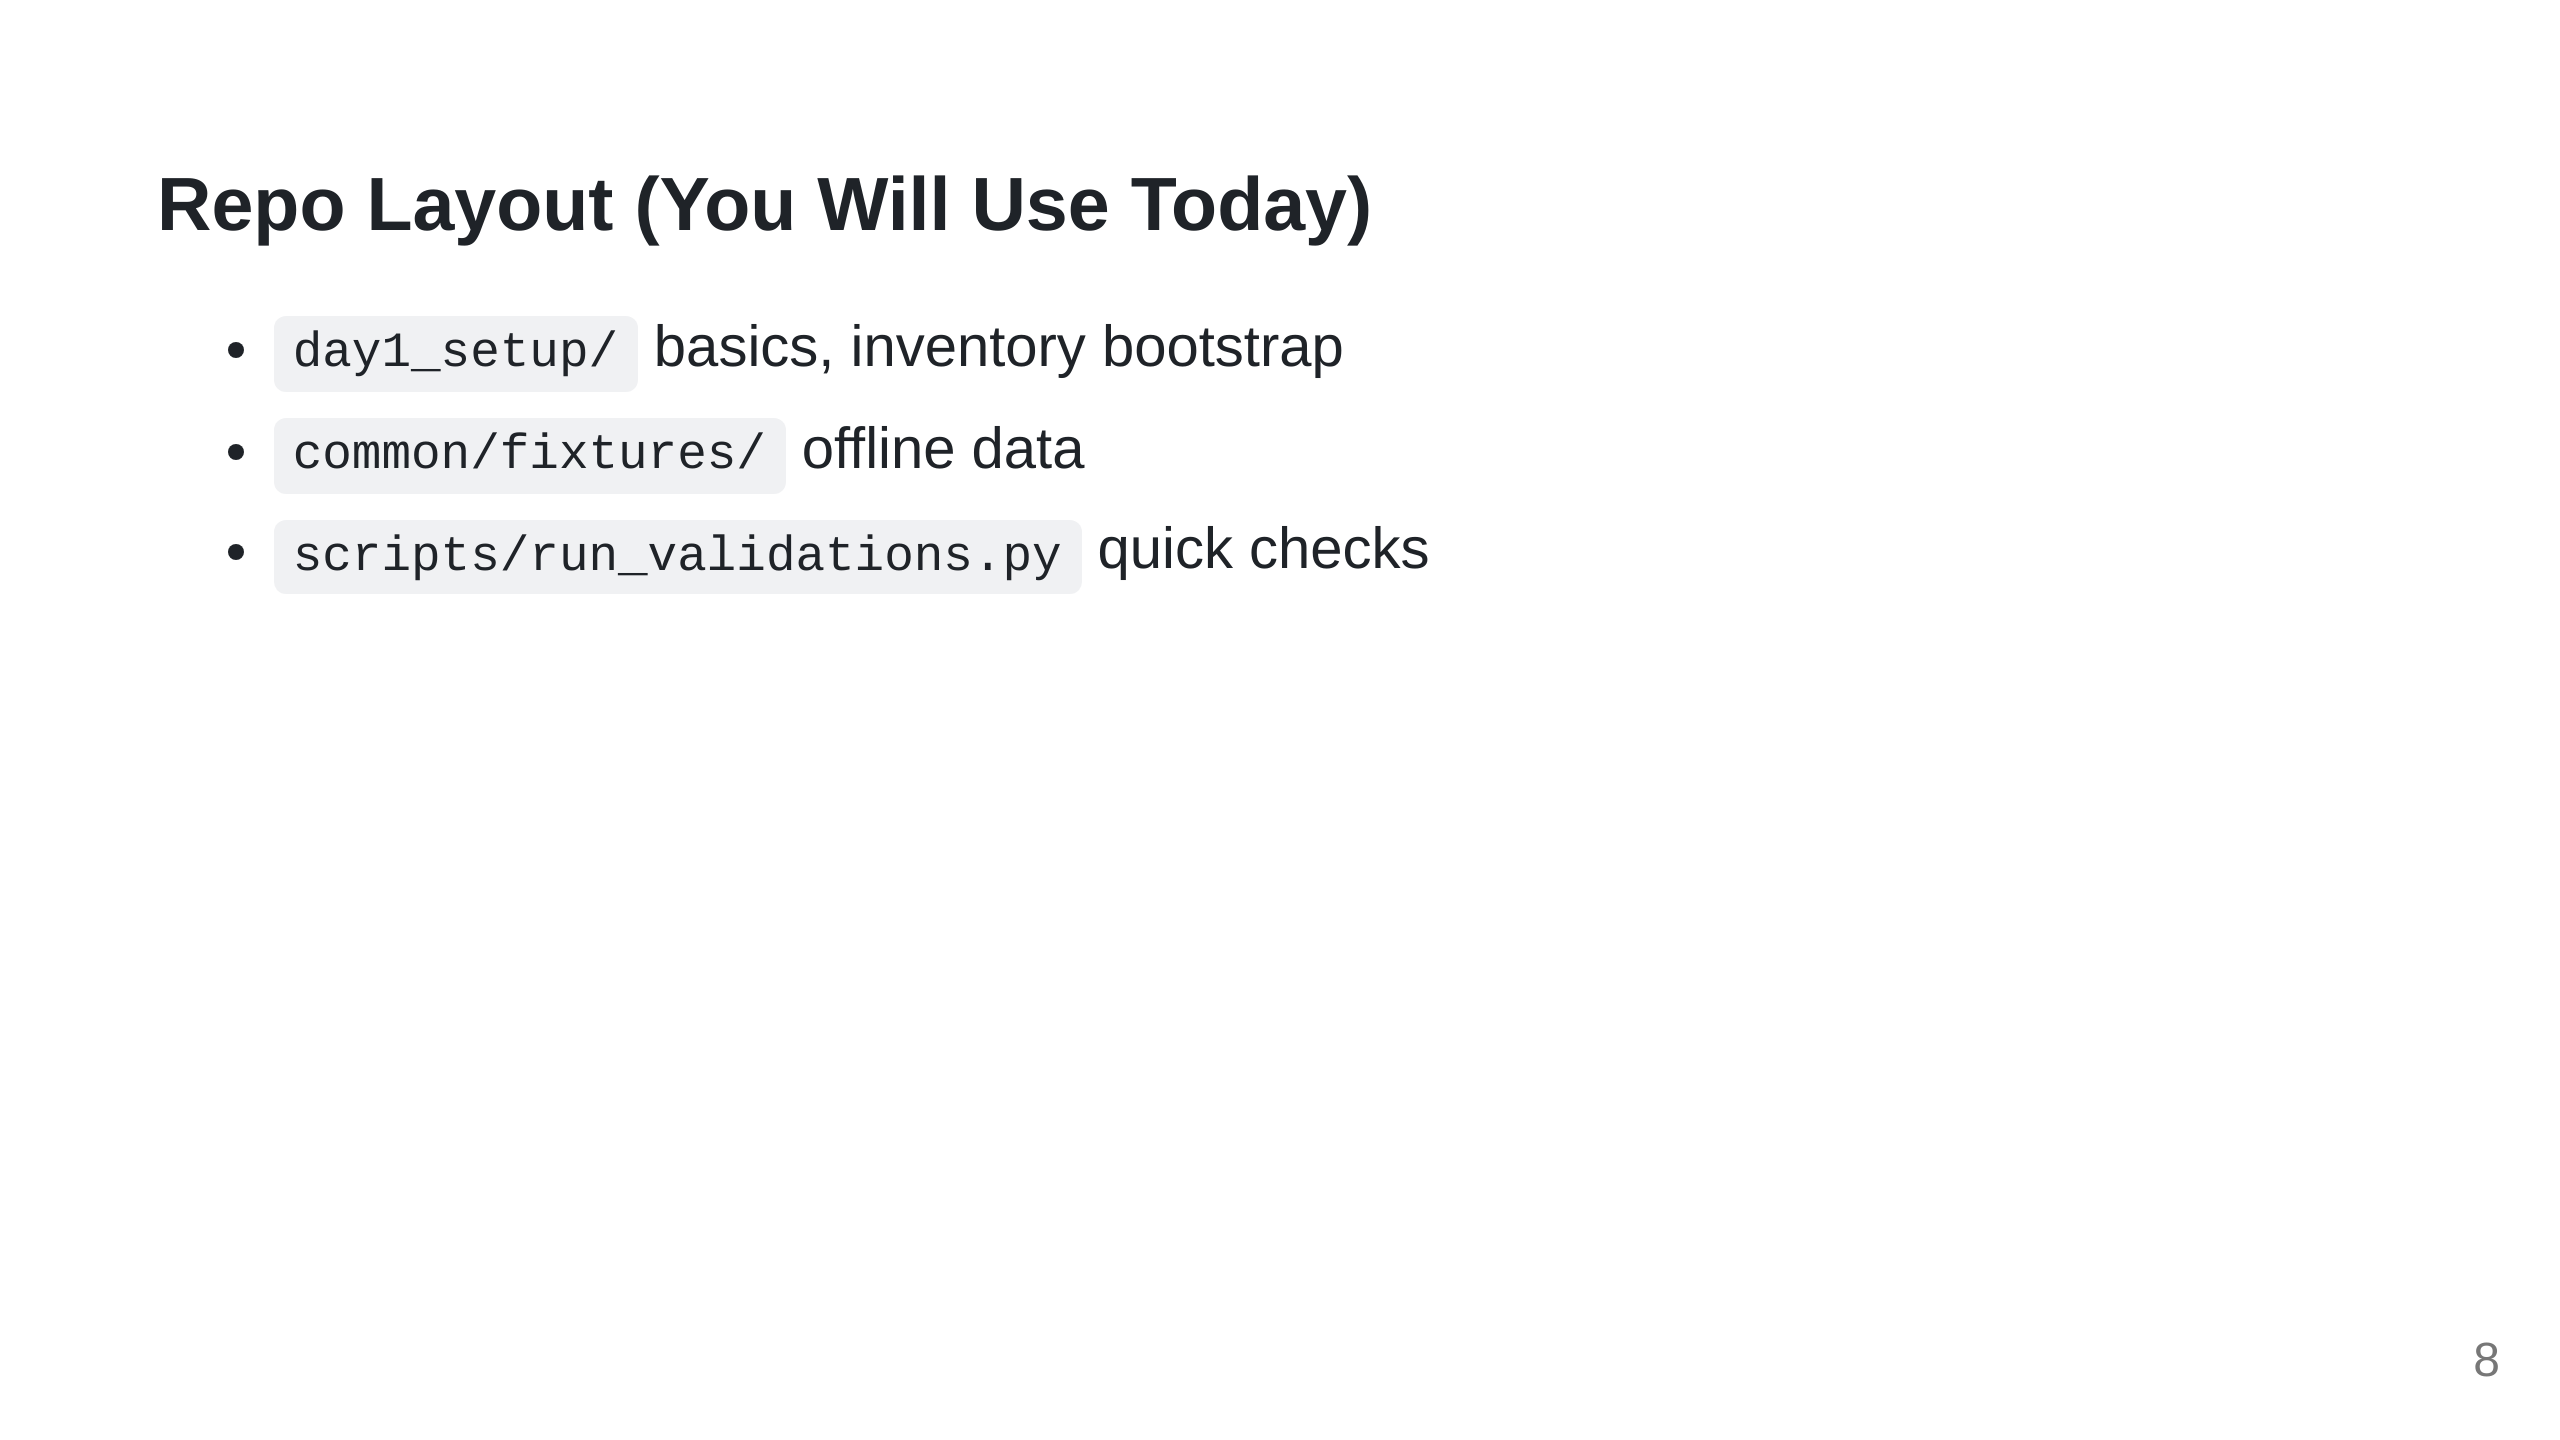 Repo Layout (You Will Use Today)
• day1_setup/ basics, inventory bootstrap
• common/fixtures/ offline data
• scripts/run_validations.py quick checks
8